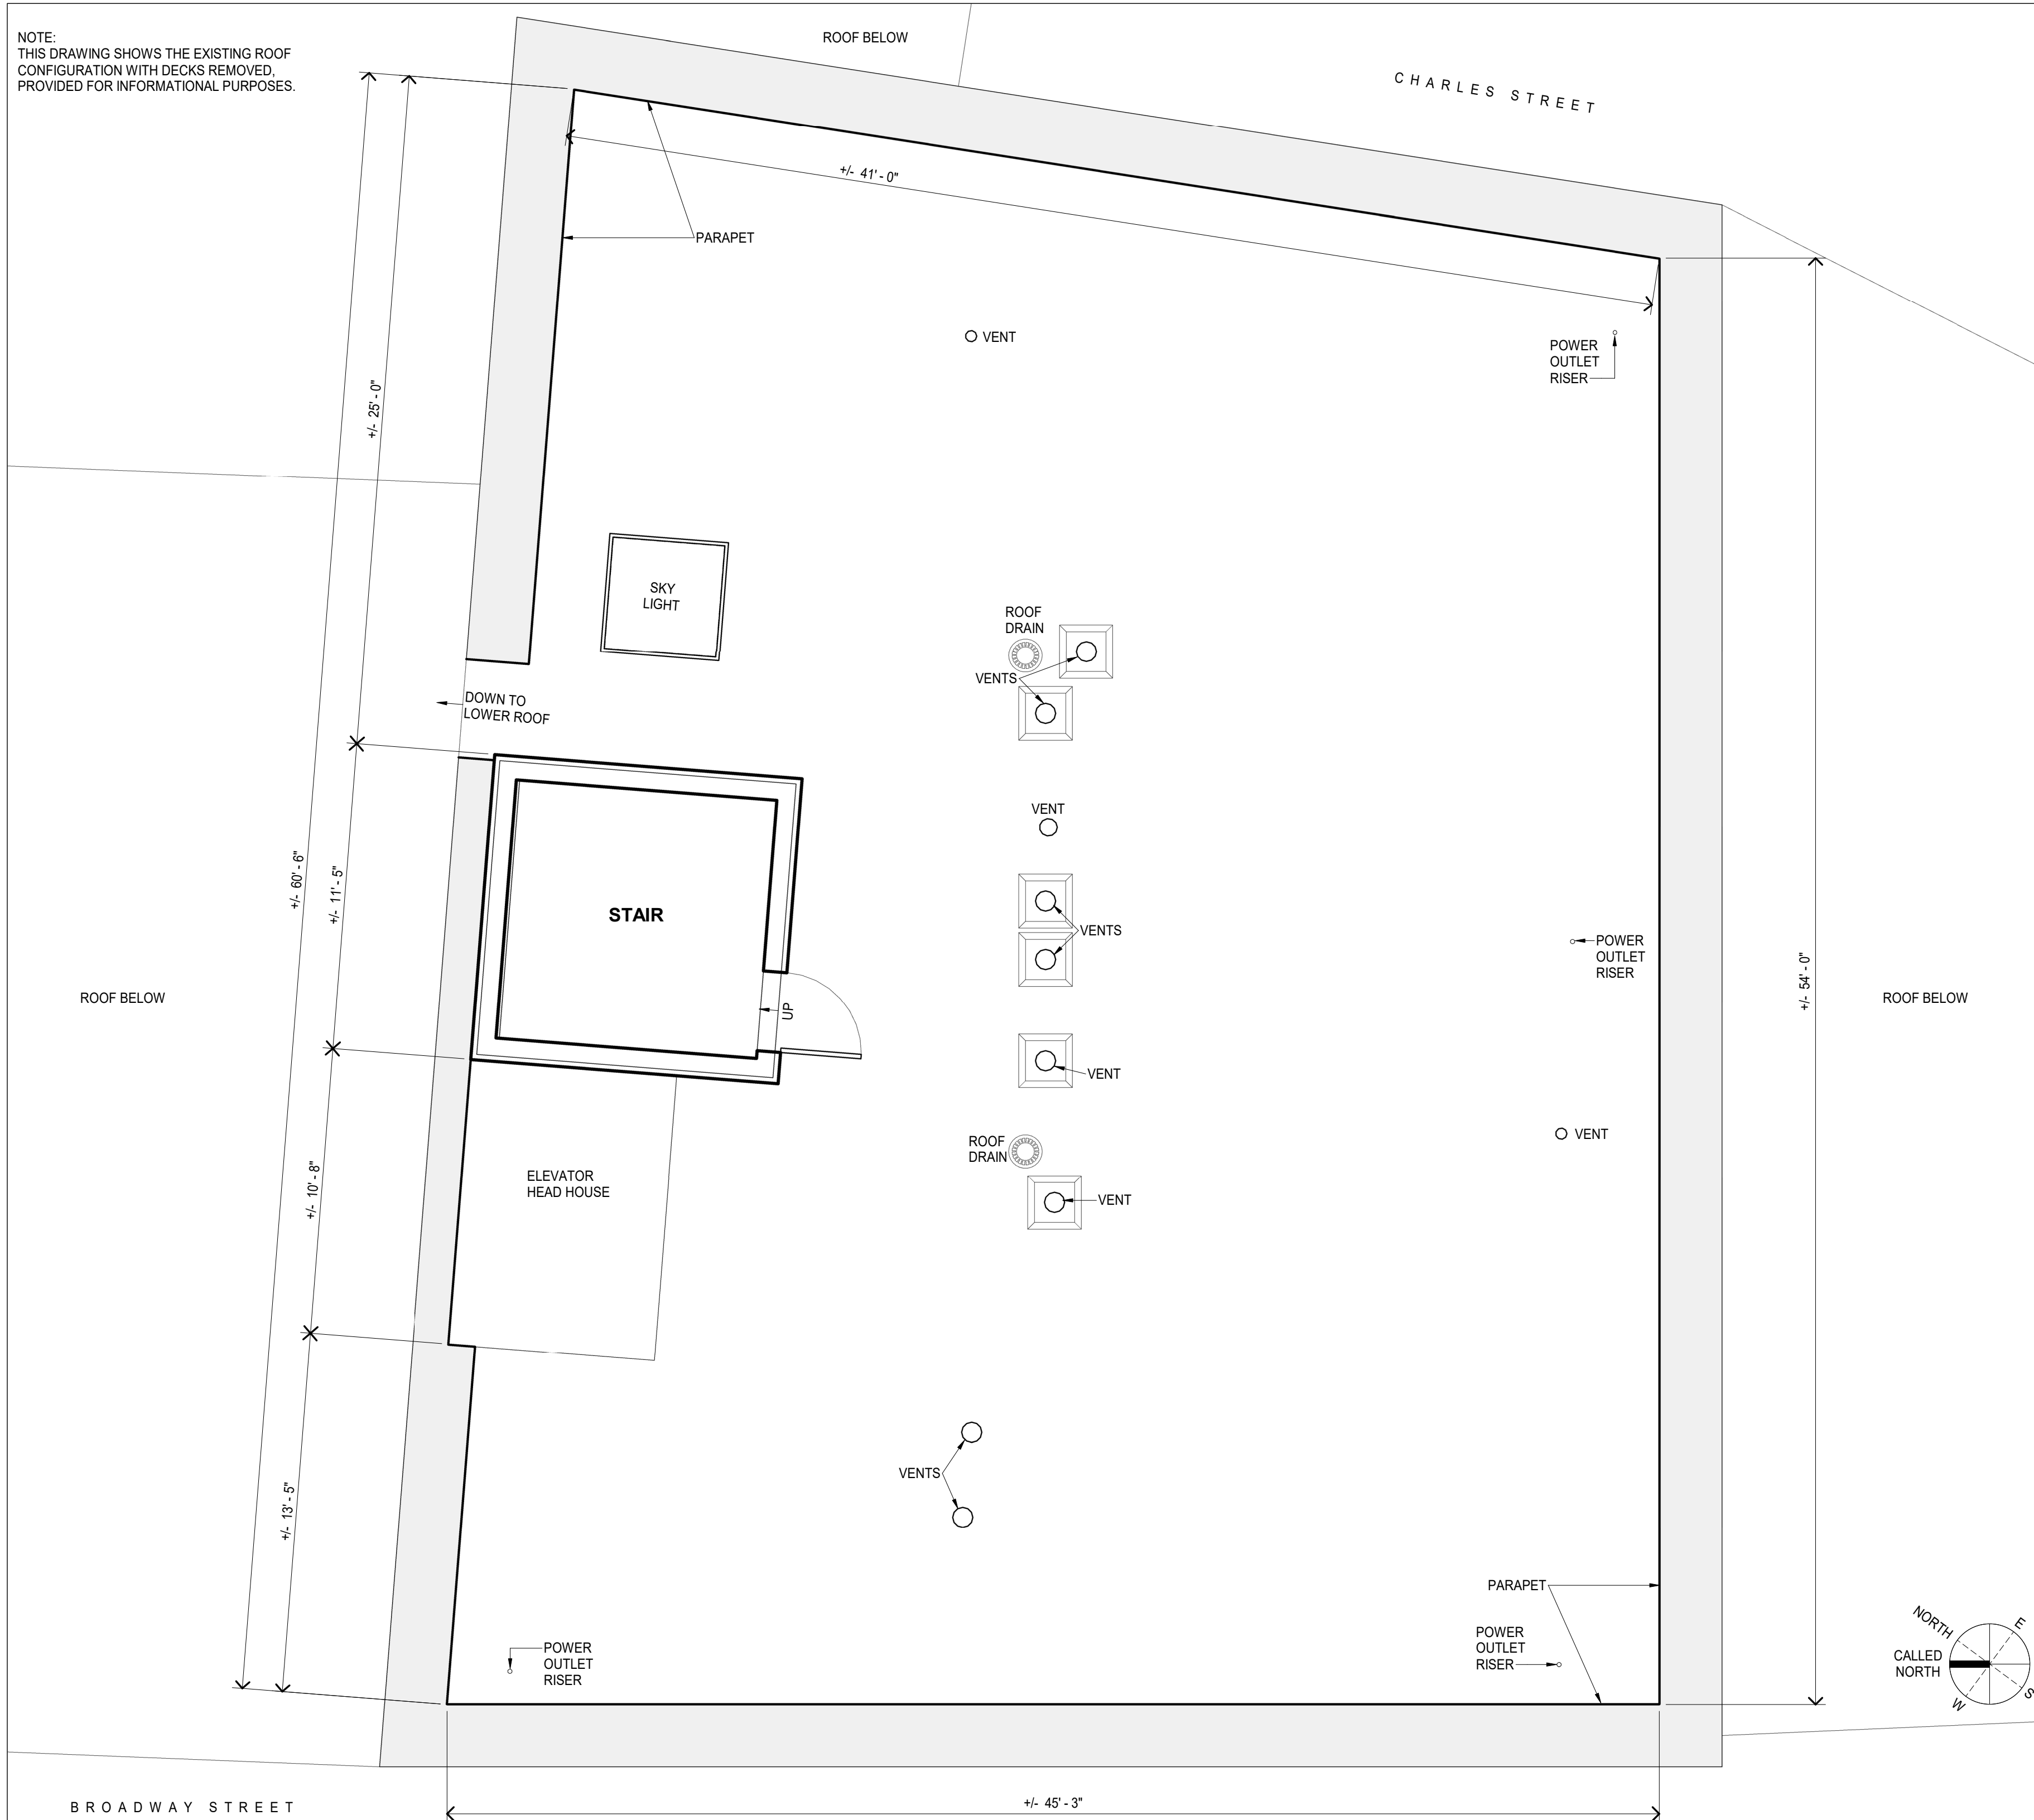 NOTE:
THIS DRAWING SHOWS THE EXISTING ROOF
CONFIGURATION WITH DECKS REMOVED,
PROVIDED FOR INFORMATIONAL PURPOSES.
ROOF BELOW
CHARLES STREET
+/- 41' - 0"
PARAPET
VENT
POWER
OUTLET
RISER
+/- 25' - 0"
SKY
LIGHT
ROOF
DRAIN
VENTS
DOWN TO
LOWER ROOF
VENT
+/- 60' - 6"
+/- 11' - 5"
STAIR
VENTS
POWER
OUTLET
RISER
+/- 54' - 0"
ROOF BELOW
UP
ROOF BELOW
VENT
VENT
ROOF
DRAIN
ELEVATOR
HEAD HOUSE
+/- 10' - 8"
VENT
VENTS
+/- 13' - 5"
PARAPET
POWER
OUTLET
RISER
POWER
OUTLET
RISER
NORTH
E
CALLED
NORTH
W
S
BROADWAY STREET
+/- 45' - 3"